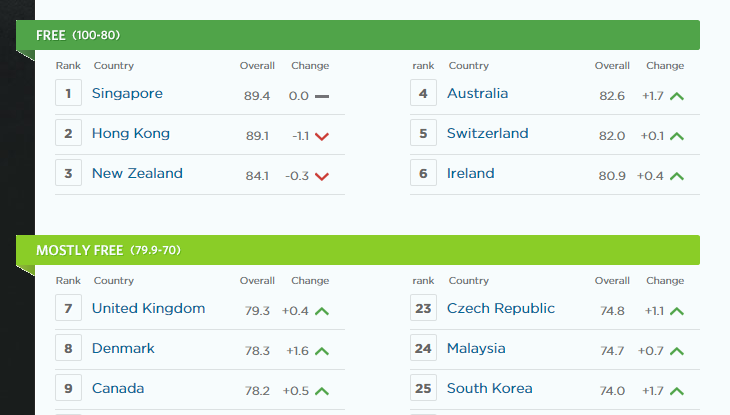 FREE (100-80)
Rank Country Overall Change rank Country Overall Change
1 Singapore 89.4 0.0 4 Australia 82.6 +1.7
2 Hong Kong 89.1 -1.1 5 Switzerland 82.0 +0.1
3 New Zealand 84.1 -0.3 6 Ireland 80.9 +0.4
MOSTLY FREE (79.9-70)
Rank Country Overall Change rank Country Overall Change
7 United Kingdom 79.3 +0.4 23 Czech Republic 74.8 +1.1
8 Denmark 78.3 +1.6 24 Malaysia 74.7 +0.7
9 Canada 78.2 +0.5 25 South Korea 74.0 +1.7